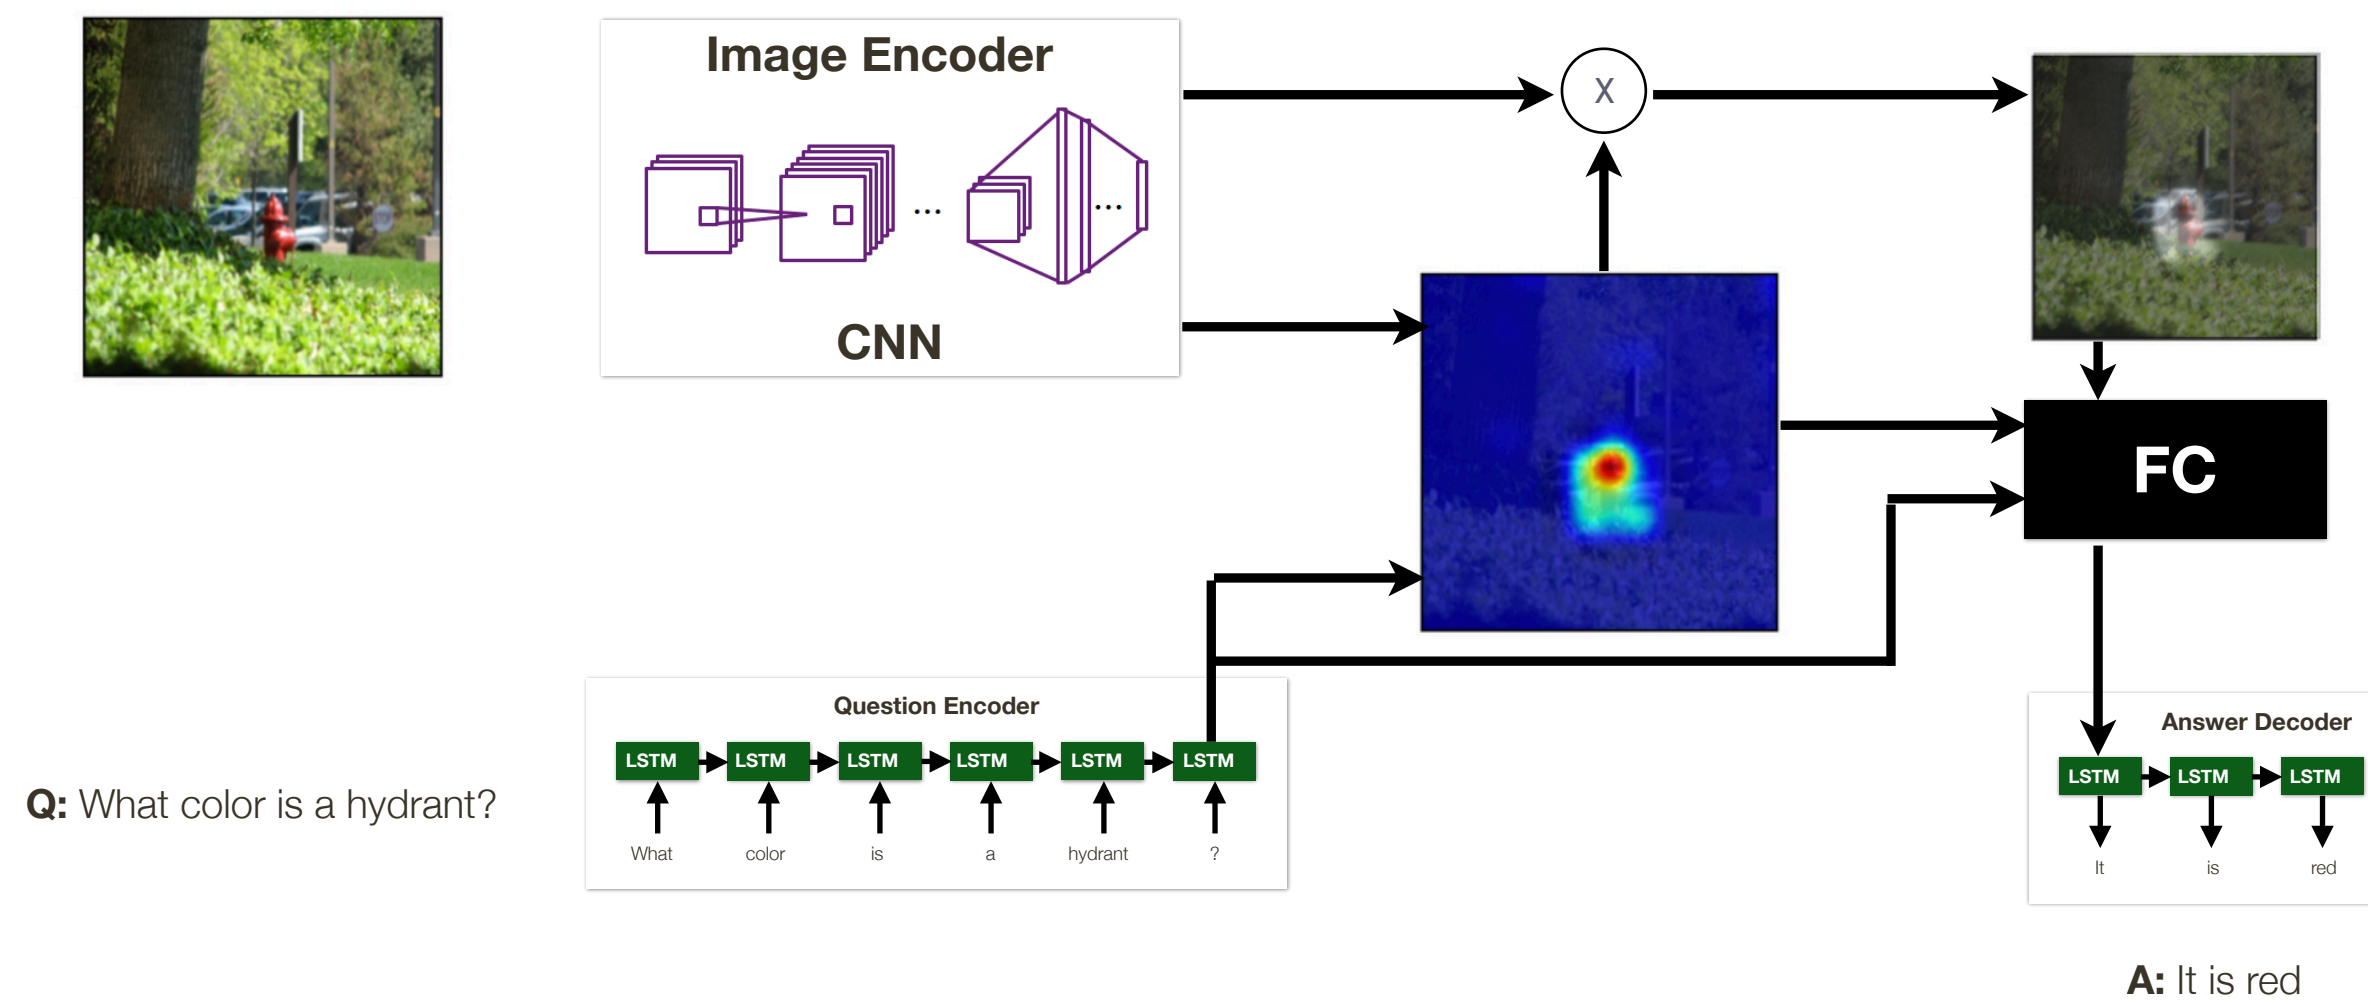 Image Encoder
...
...
CNN
X
FC
Question Encoder
LSTM LSTM LSTM LSTM LSTM LSTM
What color is a hydrant ?
Q: What color is a hydrant?
Answer Decoder
LSTM LSTM LSTM
It is red
A: It is red